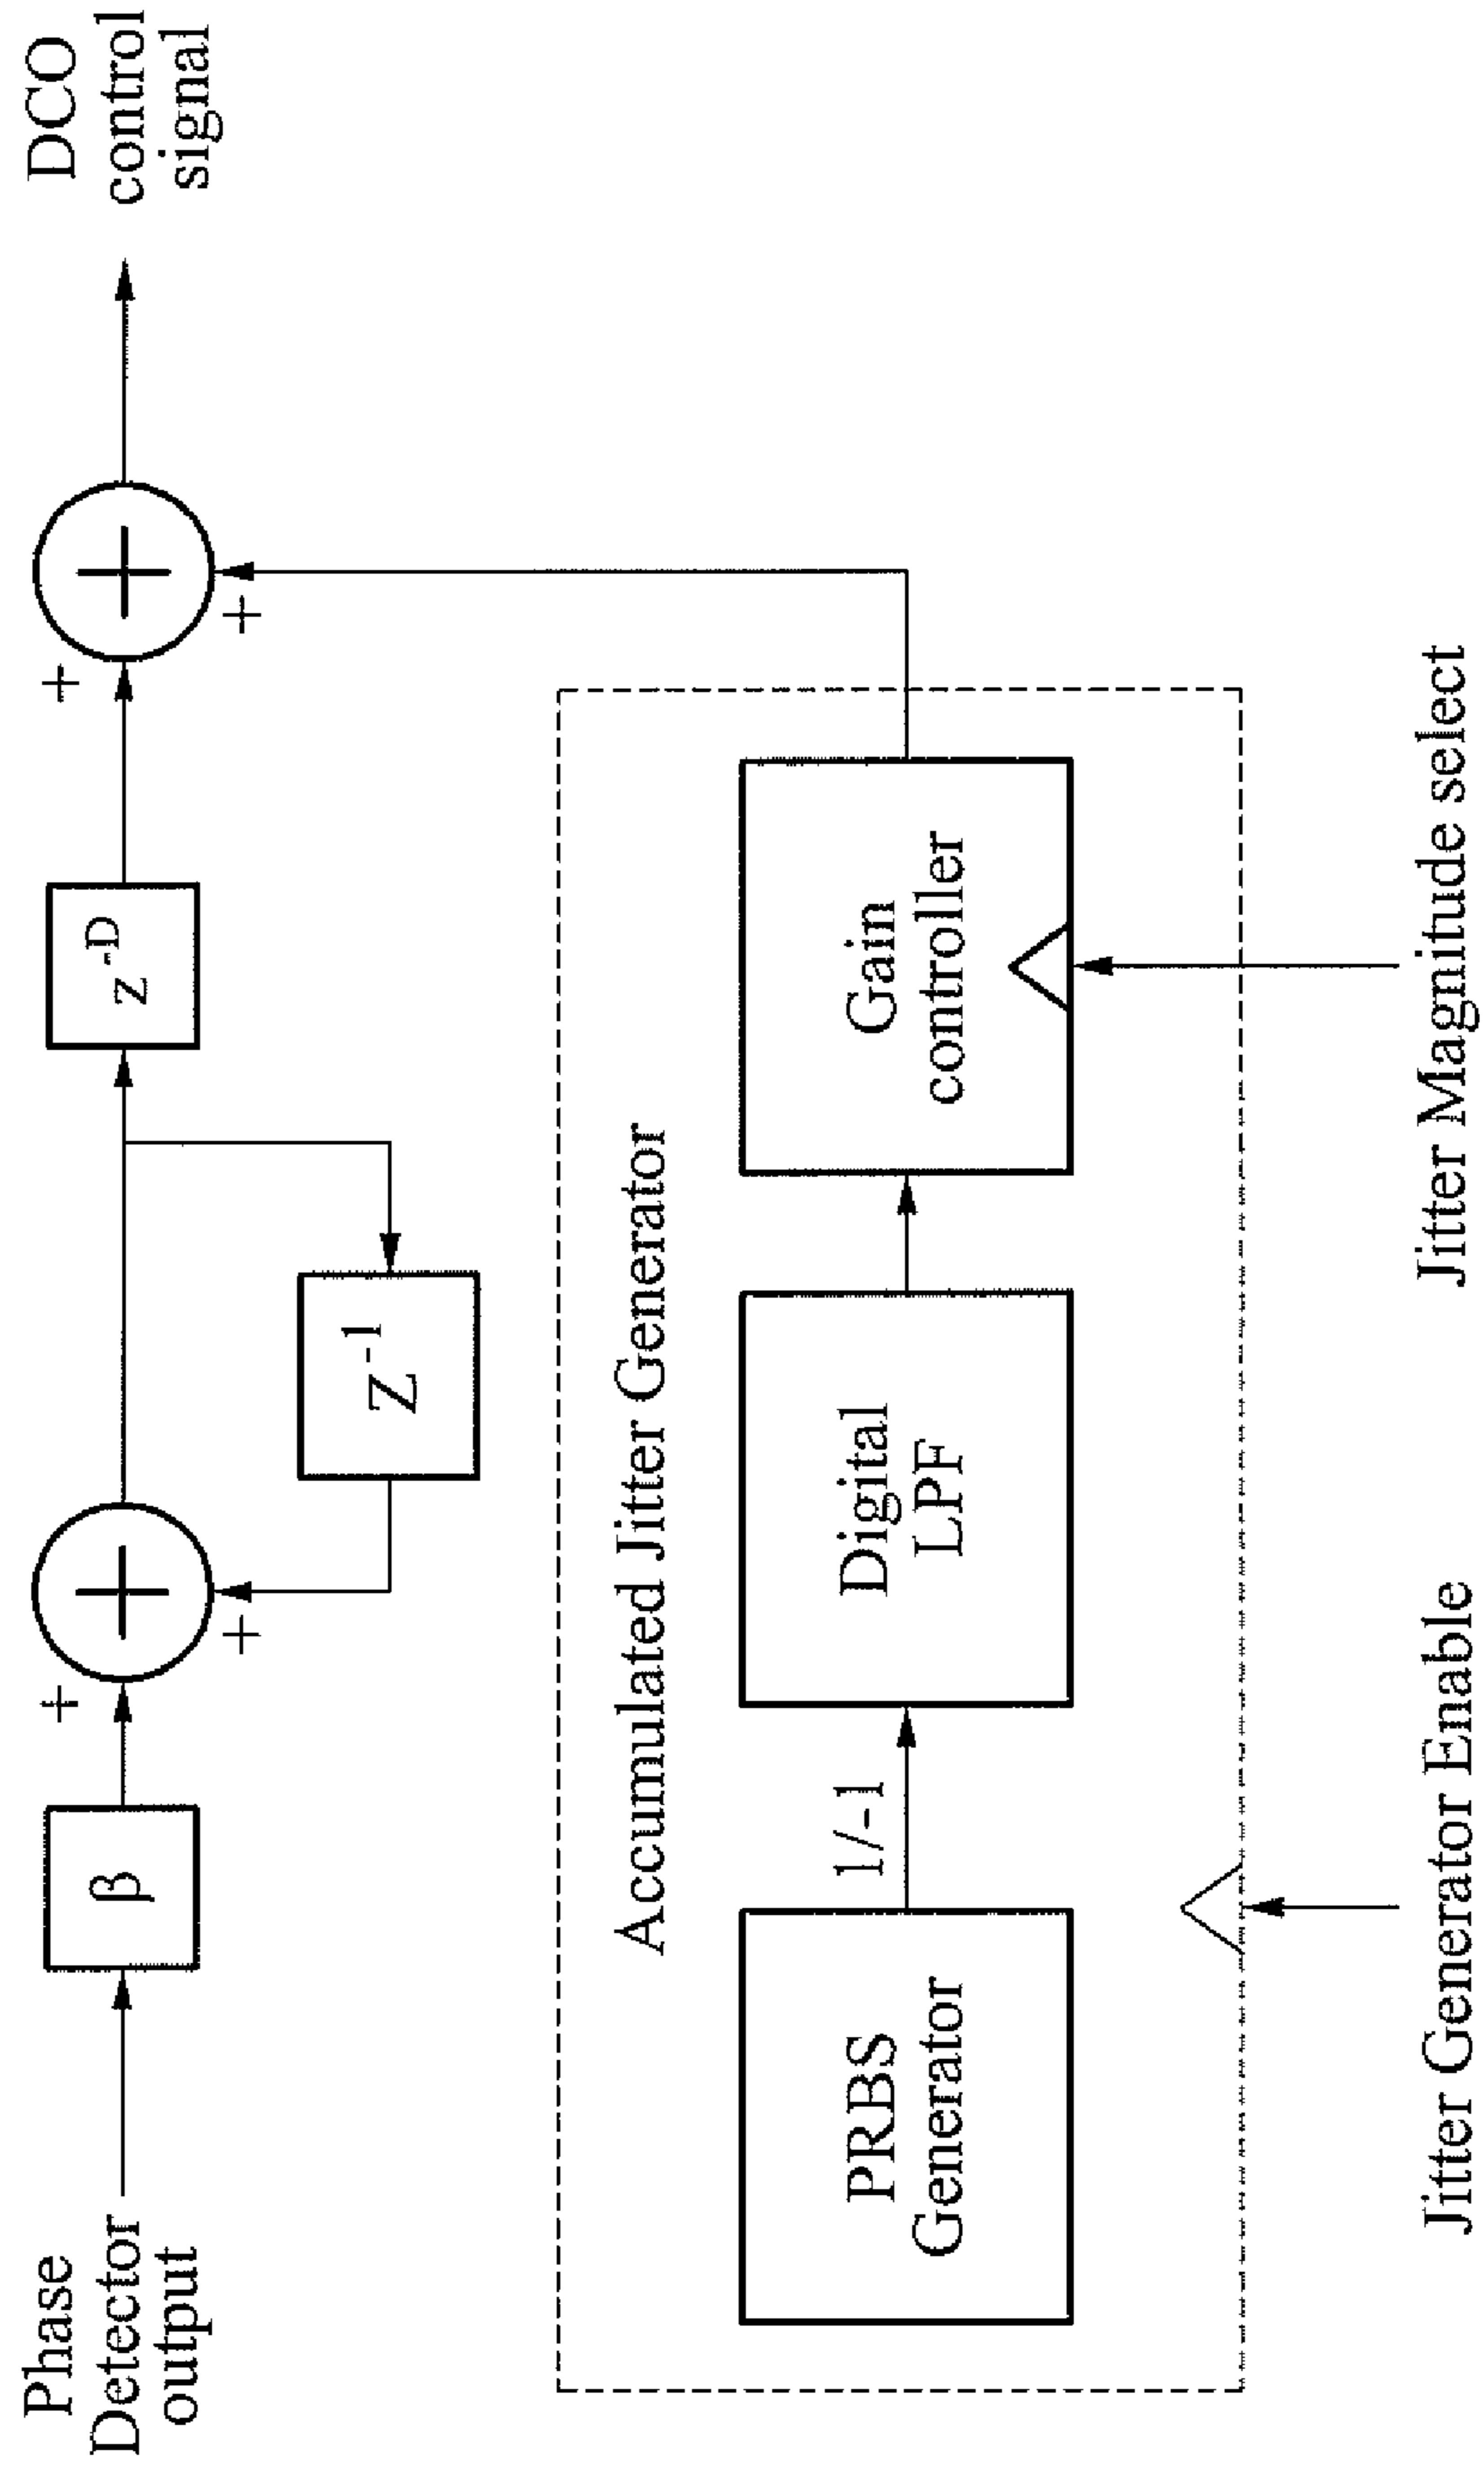 Phase
Detector
output
β
+
+
Z⁻¹
z⁻ᴰ
+
+
DCO
control
signal
Accumulated Jitter Generator
PRBS
Generator
1/-1
Digital
LPF
Gain
controller
Jitter Generator Enable
Jitter Magnitude select